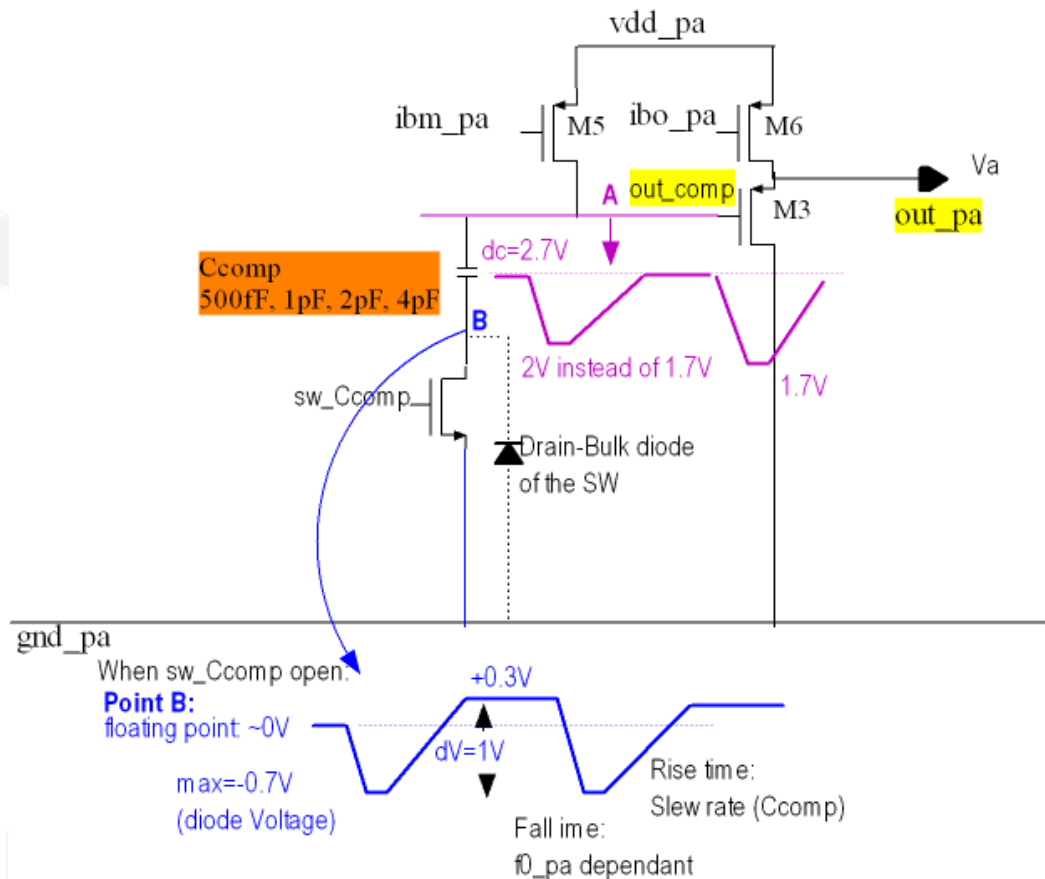 vdd_pa
ibm_pa
M5
ibo_pa
M6
Va
A
out_comp
M3
out_pa
dc=2.7V
Ccomp
500fF, 1pF, 2pF, 4pF
B
2V instead of 1.7V
1.7V
sw_Ccomp
Drain-Bulk diode
of the SW
gnd_pa
When sw_Ccomp open:
Point B:
floating point: ~0V
+0.3V
dV=1V
max=-0.7V
(diode Voltage)
Rise time:
Slew rate (Ccomp)
Fall ime:
f0_pa dependant